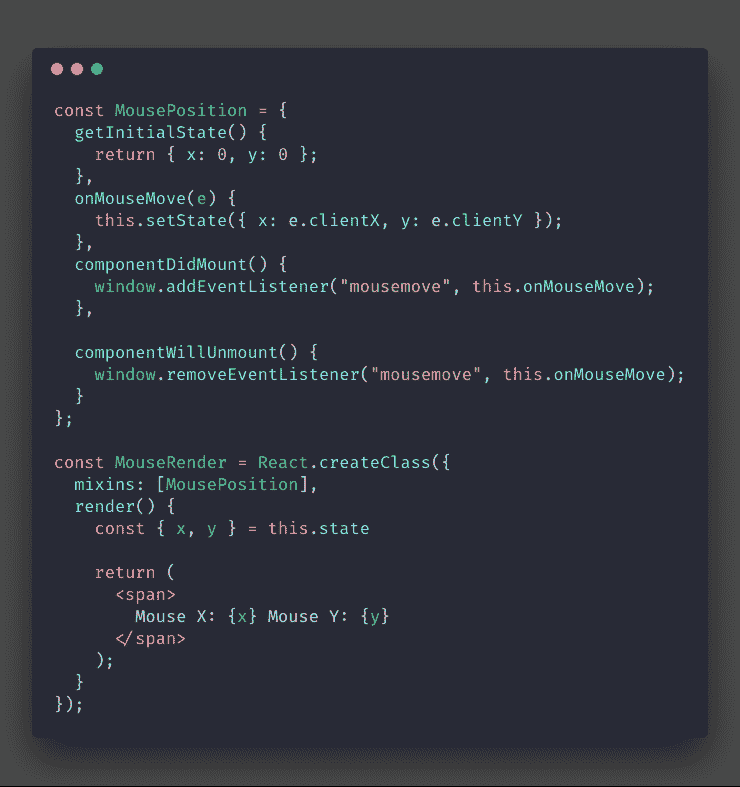 const MousePosition = {
  getInitialState() {
    return { x: 0, y: 0 };
  },
  onMouseMove(e) {
    this.setState({ x: e.clientX, y: e.clientY });
  },
  componentDidMount() {
    window.addEventListener("mousemove", this.onMouseMove);
  },

  componentWillUnmount() {
    window.removeEventListener("mousemove", this.onMouseMove);
  }
};

const MouseRender = React.createClass({
  mixins: [MousePosition],
  render() {
    const { x, y } = this.state

    return (
      <span>
        Mouse X: {x} Mouse Y: {y}
      </span>
    );
  }
});